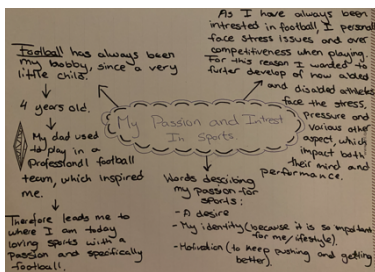 My Passion and Intrest
In Sports.
Football has always been
my hobby, since a very
little child.
4 years old.
My dad used
to play in a
Professionl football
team, which inspired
me.
Therefore leads me to
where I am today
loving sports with a
passion and specifically
football.
As I have always been
intrested in football, I personal
face stress issues and over
competitiveness when playing.
For this reason I wanted to
furter develop of how abled
and disabled athletes
face the stress,
pressure and
various other
aspect, which
impact both
their mind and
performance.
Words describing
my passion for
sports:
- A desire
- My identity (because it is so important
for me/lifestyle).
- Motivation (to keep pushing and getting
better).